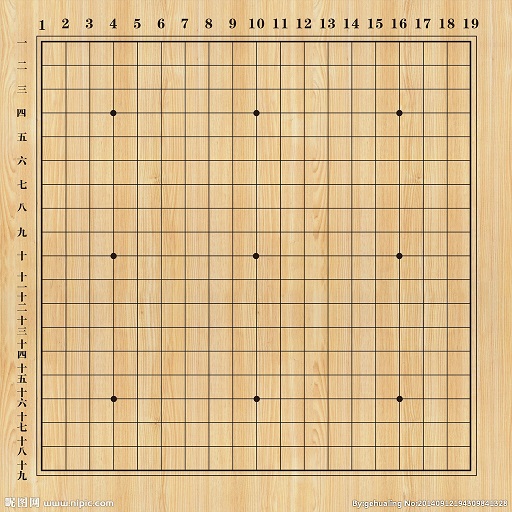 1 2 3 4 5 6 7 8 9 10 11 12 13 14 15 16 17 18 19
一
二
三
四
五
六
七
八
九
十
十一
十二
十三
十四
十五
十六
十七
十八
十九
昵图网 www.nipic.com